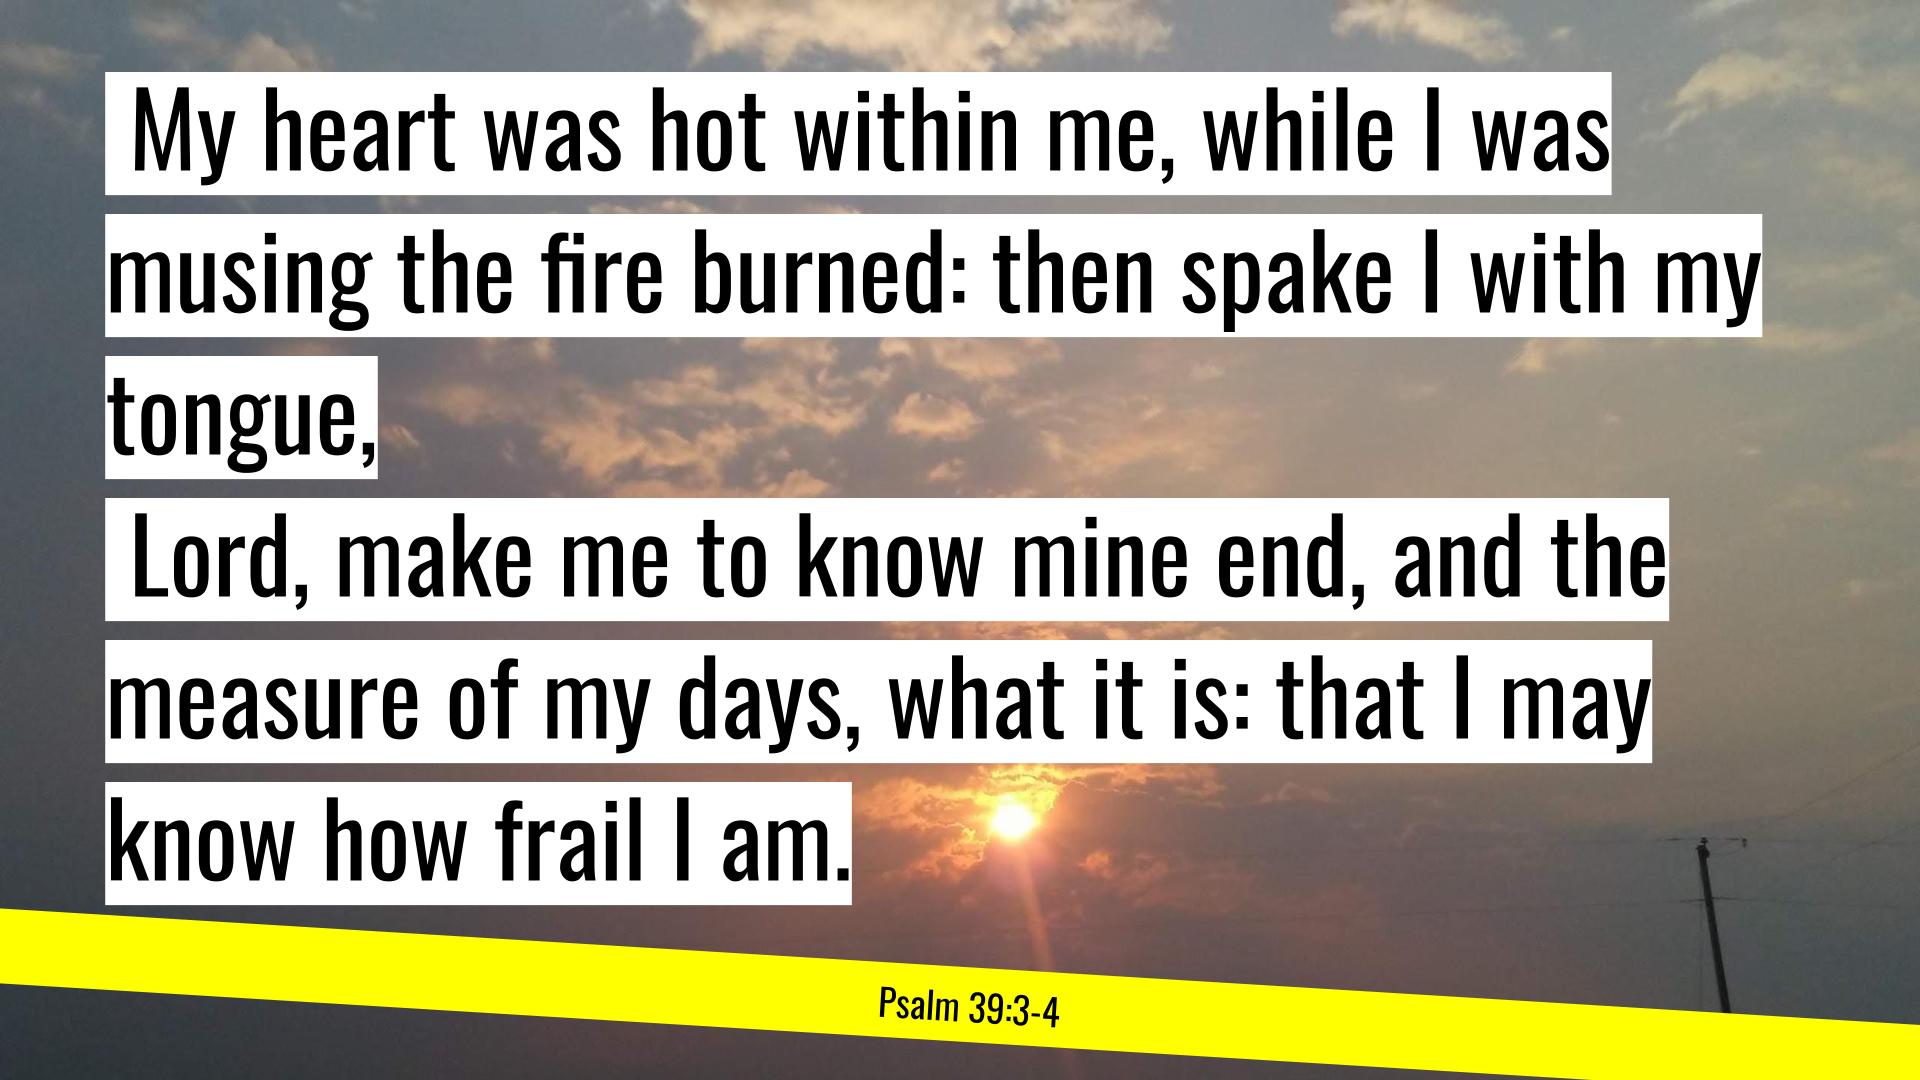 My heart was hot within me, while I was
musing the fire burned: then spake I with my
tongue,
Lord, make me to know mine end, and the
measure of my days, what it is: that I may
know how frail I am.
Psalm 39:3-4